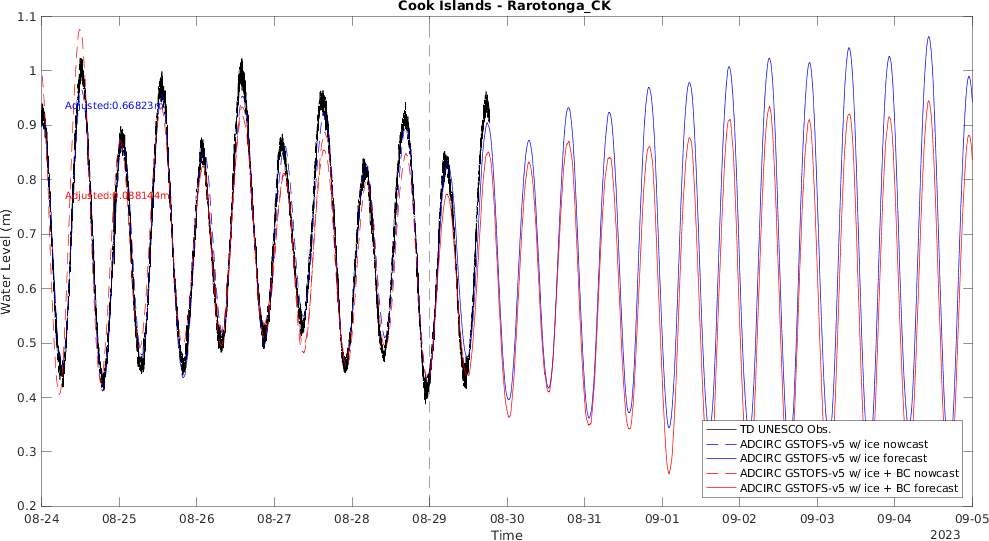 Cook Islands - Rarotonga_CK
1.1
1
0.9
0.8
0.7
0.6
0.5
0.4
0.3
0.2
Water Level (m)
Adjusted:0.66823m
Adjusted:0.038144m
TD UNESCO Obs.
ADCIRC GSTOFS-v5 w/ ice nowcast
ADCIRC GSTOFS-v5 w/ ice forecast
ADCIRC GSTOFS-v5 w/ ice + BC nowcast
ADCIRC GSTOFS-v5 w/ ice + BC forecast
08-24 08-25 08-26 08-27 08-28 08-29 08-30 08-31 09-01 09-02 09-03 09-04 09-05
Time
2023